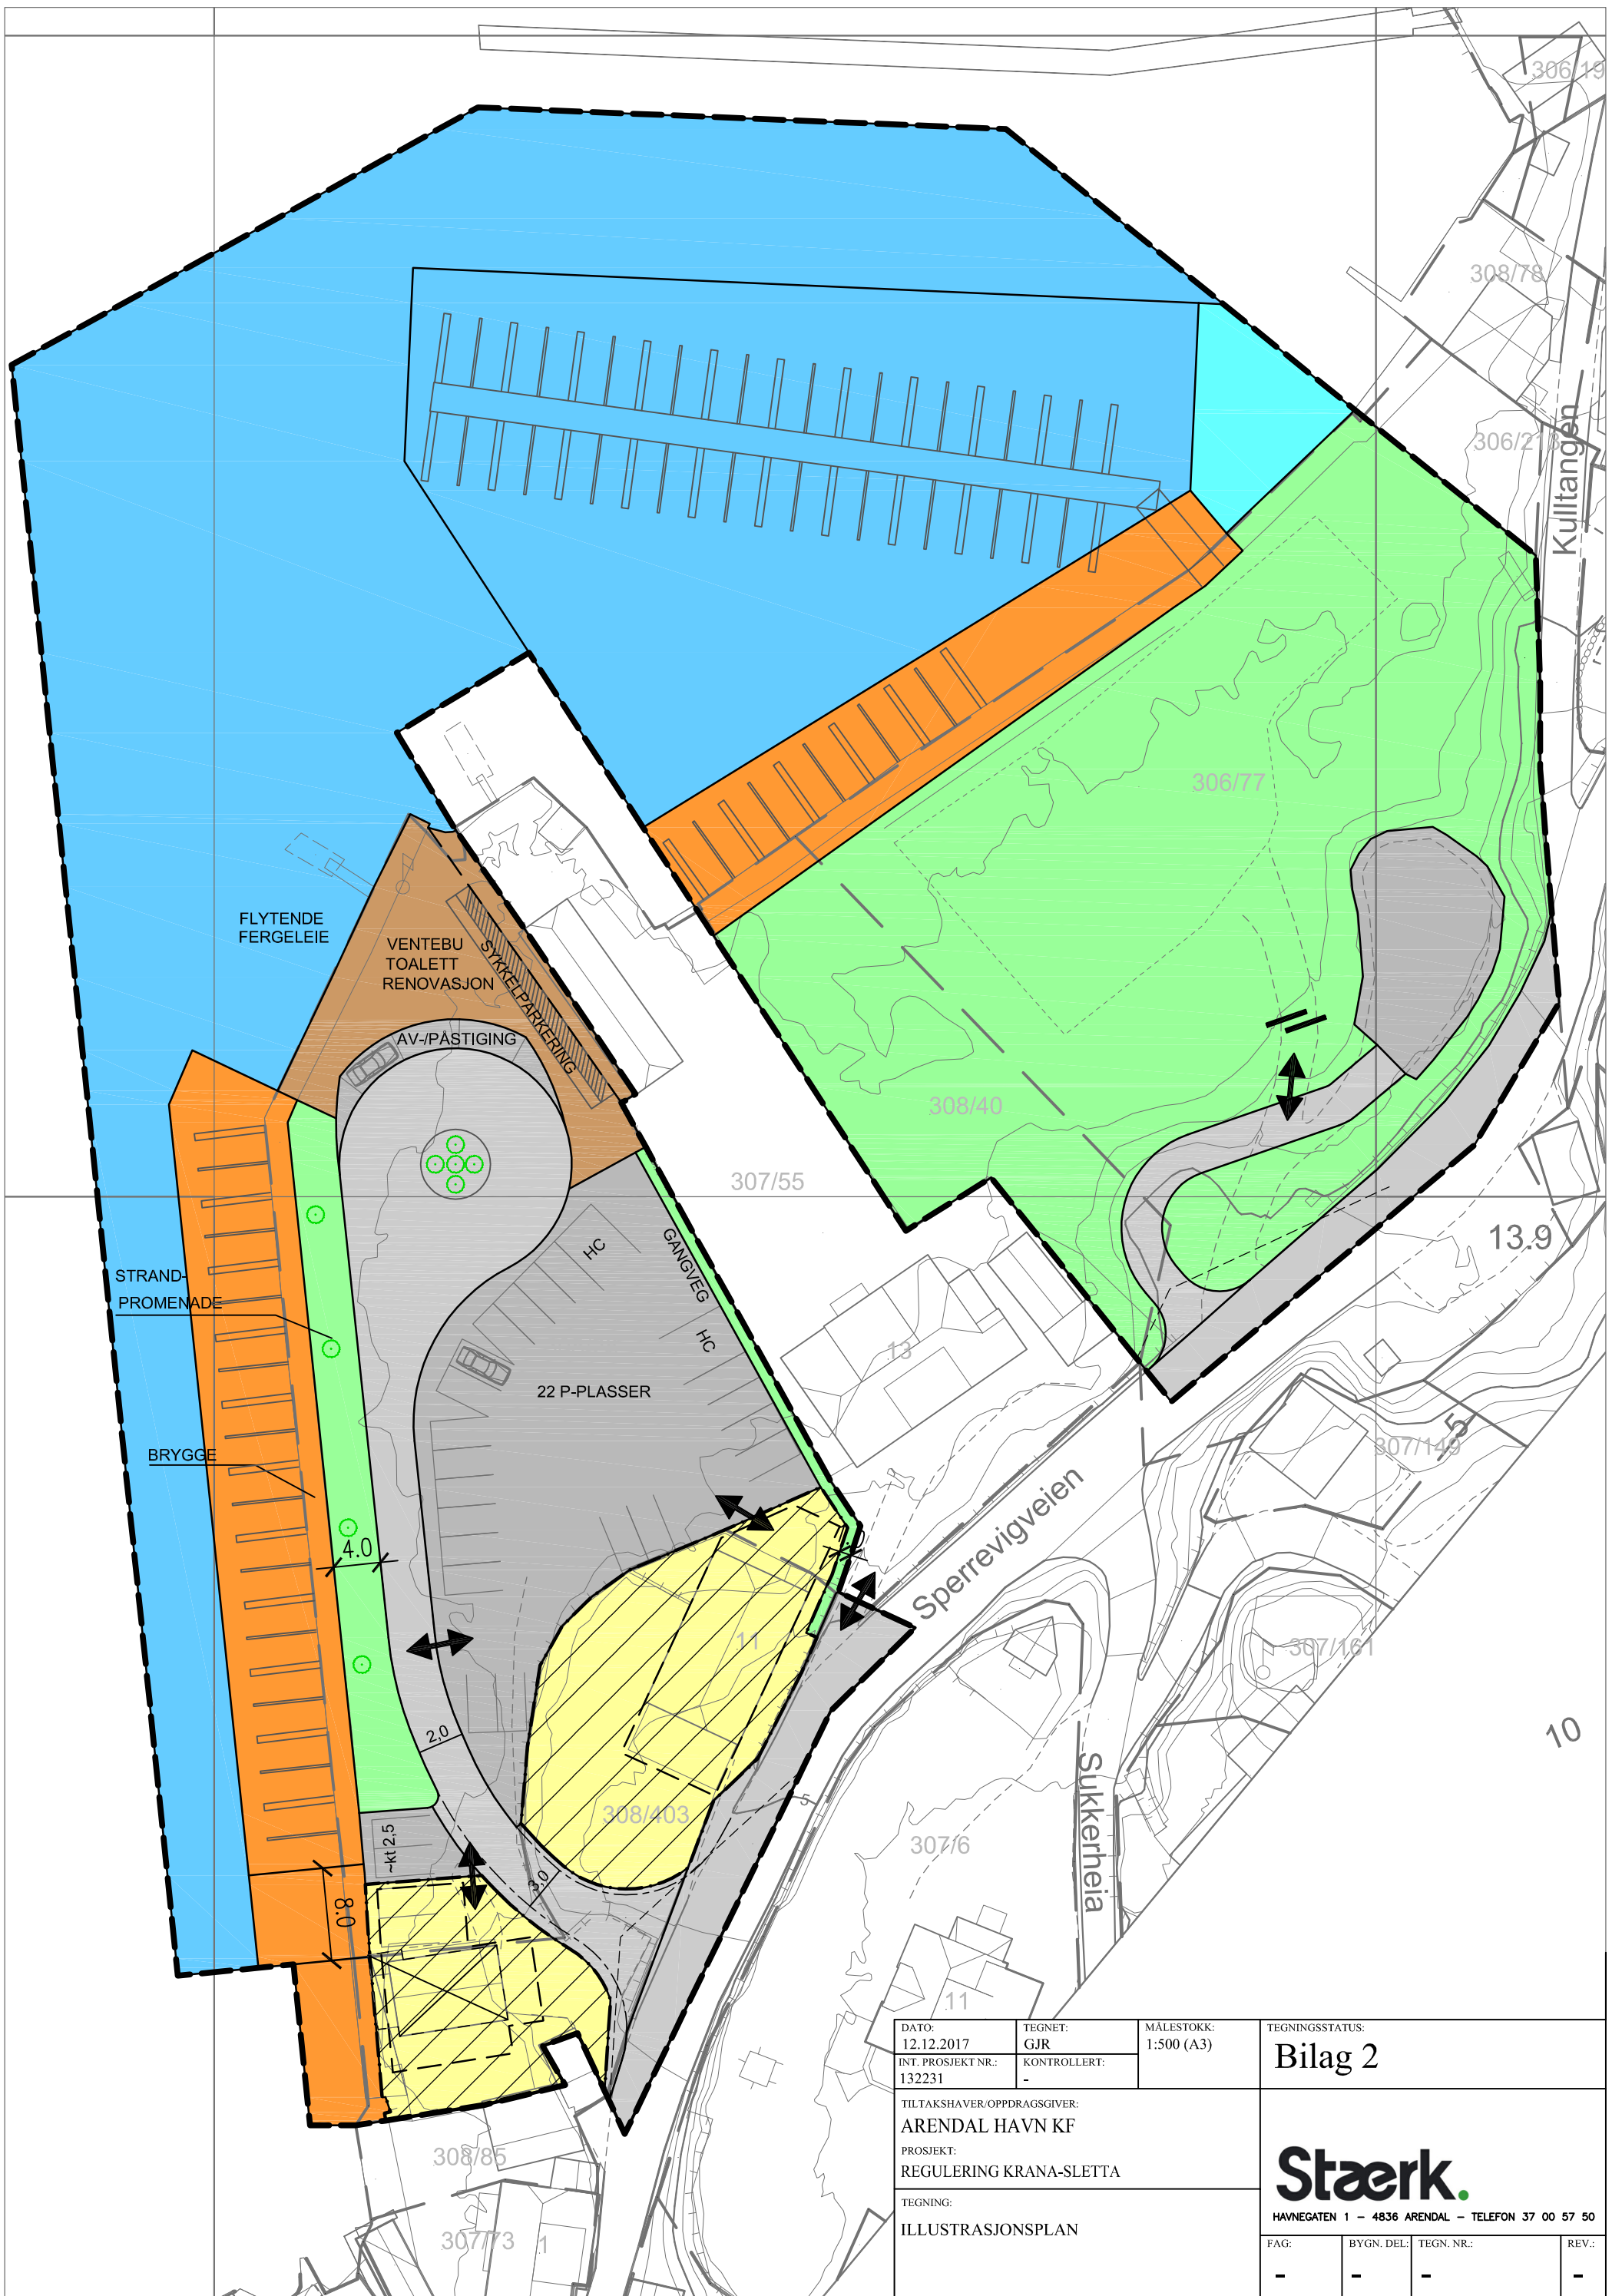 306/19
308/78
306/213
Kulltangen
306/77
FLYTENDE
FERGELEIE
VENTEBU
TOALETT
RENOVASJON
SYKKELPARKERING
AV-/PÅSTIGING
308/40
307/55
HC
GANGVEG
HC
13.9
STRAND-
PROMENADE
22 P-PLASSER
13
5
307/149
BRYGGE
4.0
Sperrevigveien
11
307/161
2,0
10
Sukkerheia
308/403
5
307/6
~kt 2,5
3,0
8.0
11
308/85
307/73
1
DATO:
12.12.2017
TEGNET:
GJR
MÅLESTOKK:
1:500 (A3)
TEGNINGSSTATUS:
Bilag 2
INT. PROSJEKT NR.:
132231
KONTROLLERT:
-
TILTAKSHAVER/OPPDRAGSGIVER:
ARENDAL HAVN KF
PROSJEKT:
REGULERING KRANA-SLETTA
TEGNING:
ILLUSTRASJONSPLAN
Stærk.
HAVNEGATEN 1 – 4836 ARENDAL – TELEFON 37 00 57 50
FAG:
-
BYGN. DEL:
-
TEGN. NR.:
-
REV.:
-